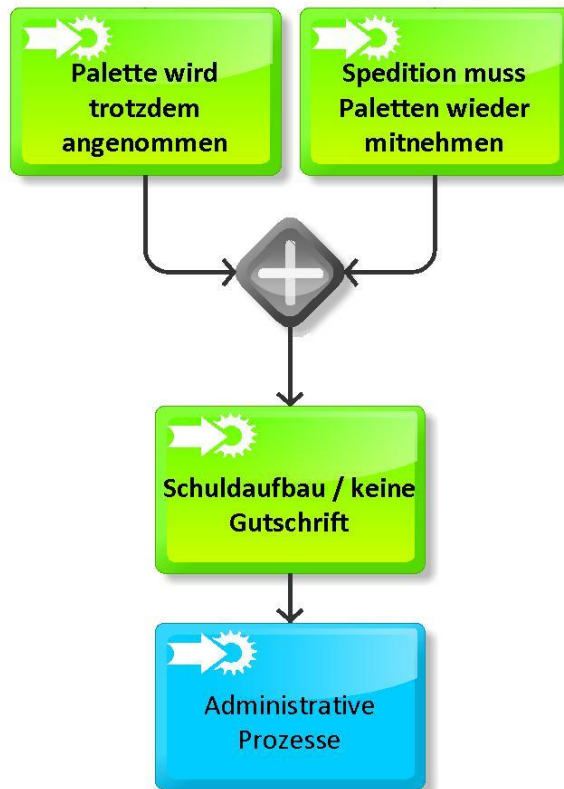 Palette wird
trotzdem
angenommen
Spedition muss
Paletten wieder
mitnehmen
Schuldaufbau / keine
Gutschrift
Administrative
Prozesse